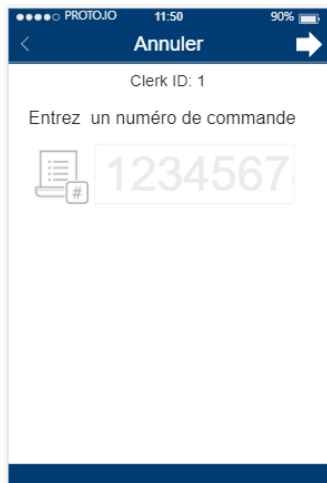 PROTO.IO 11:50 90%
Annuler
Clerk ID: 1
Entrez un numéro de commande
1234567
#